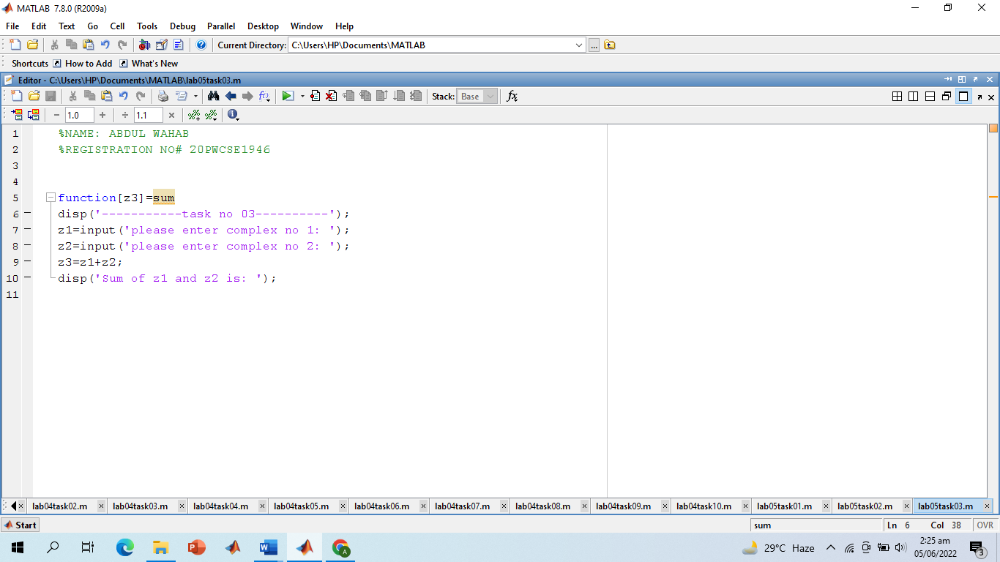 MATLAB 7.8.0 (R2009a)
File Edit Text Go Cell Tools Debug Parallel Desktop Window Help
Current Directory: C:\Users\HP\Documents\MATLAB ...
Shortcuts How to Add What's New
Editor - C:\Users\HP\Documents\MATLAB\lab05task03.m
Stack: Base fx
− 1.0 + ÷ 1.1 ×
1 %NAME: ABDUL WAHAB
2 %REGISTRATION NO# 20PWCSE1946
3
4
5 function[z3]=sum
6 disp('-----------task no 03----------');
7 z1=input('please enter complex no 1: ');
8 z2=input('please enter complex no 2: ');
9 z3=z1+z2;
10 disp('Sum of z1 and z2 is: ');
11
lab04task02.m lab04task03.m lab04task04.m lab04task05.m lab04task06.m lab04task07.m lab04task08.m lab04task09.m lab04task10.m lab05task01.m lab05task02.m lab05task03.m
Start sum Ln 6 Col 38 OVR
29°C Haze 2:25 am
05/06/2022 3